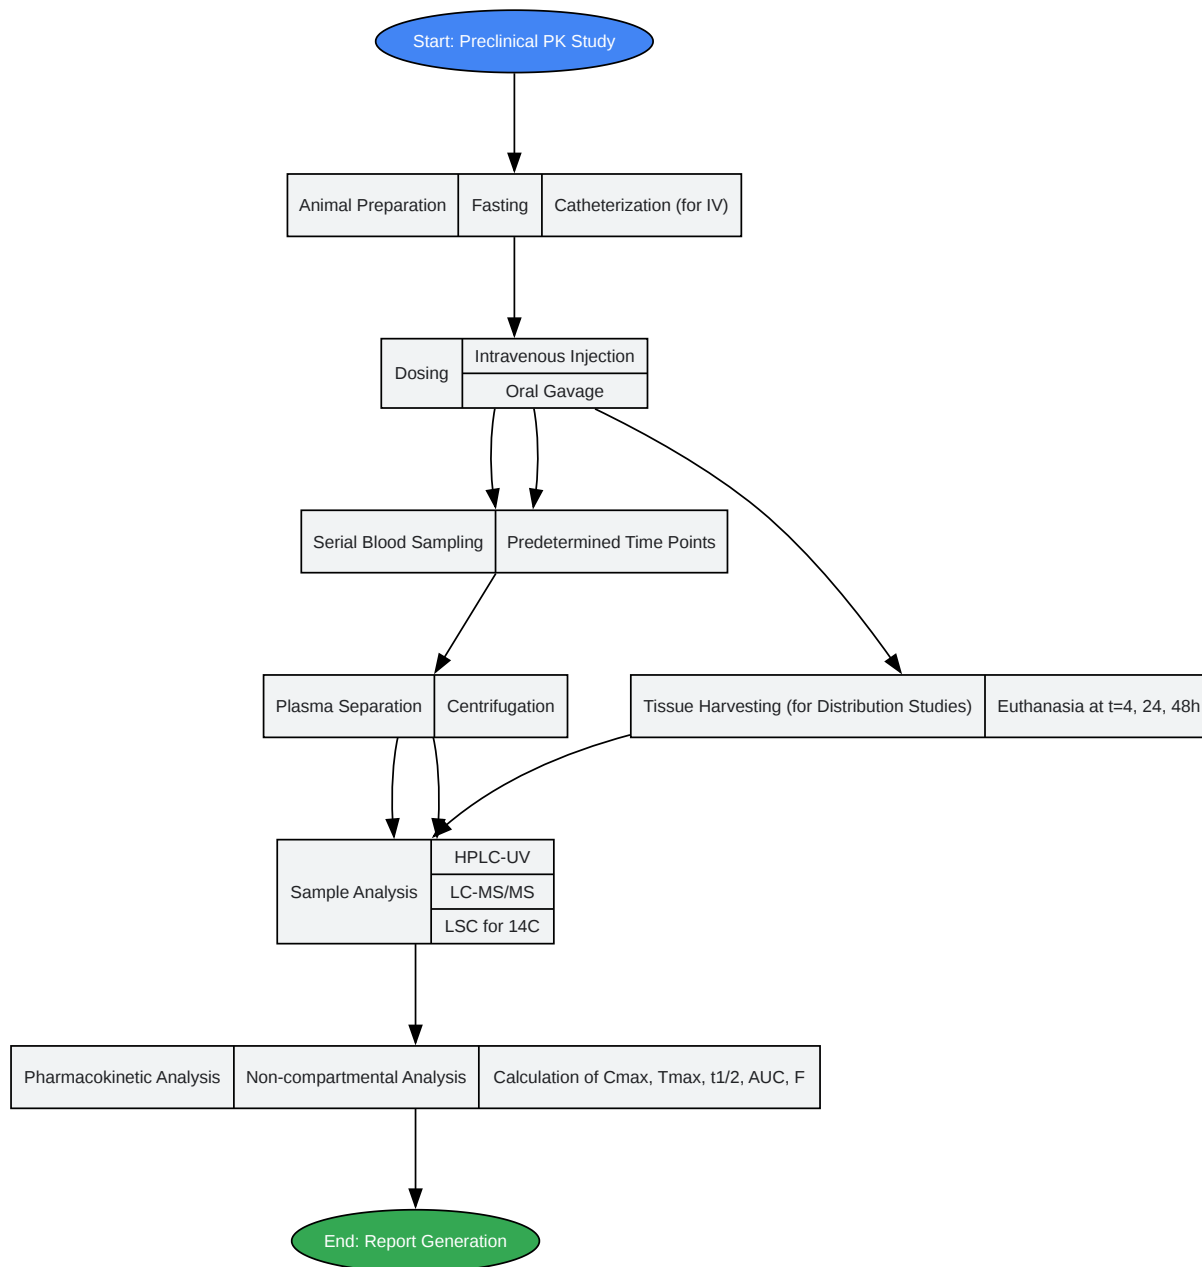 Start: Preclinical PK Study
Animal Preparation
Fasting
Catheterization (for IV)
Dosing
Intravenous Injection
Oral Gavage
Serial Blood Sampling
Predetermined Time Points
Plasma Separation
Centrifugation
Tissue Harvesting (for Distribution Studies)
Euthanasia at t=4, 24, 48h
Sample Analysis
HPLC-UV
LC-MS/MS
LSC for 14C
Pharmacokinetic Analysis
Non-compartmental Analysis
Calculation of Cmax, Tmax, t1/2, AUC, F
End: Report Generation